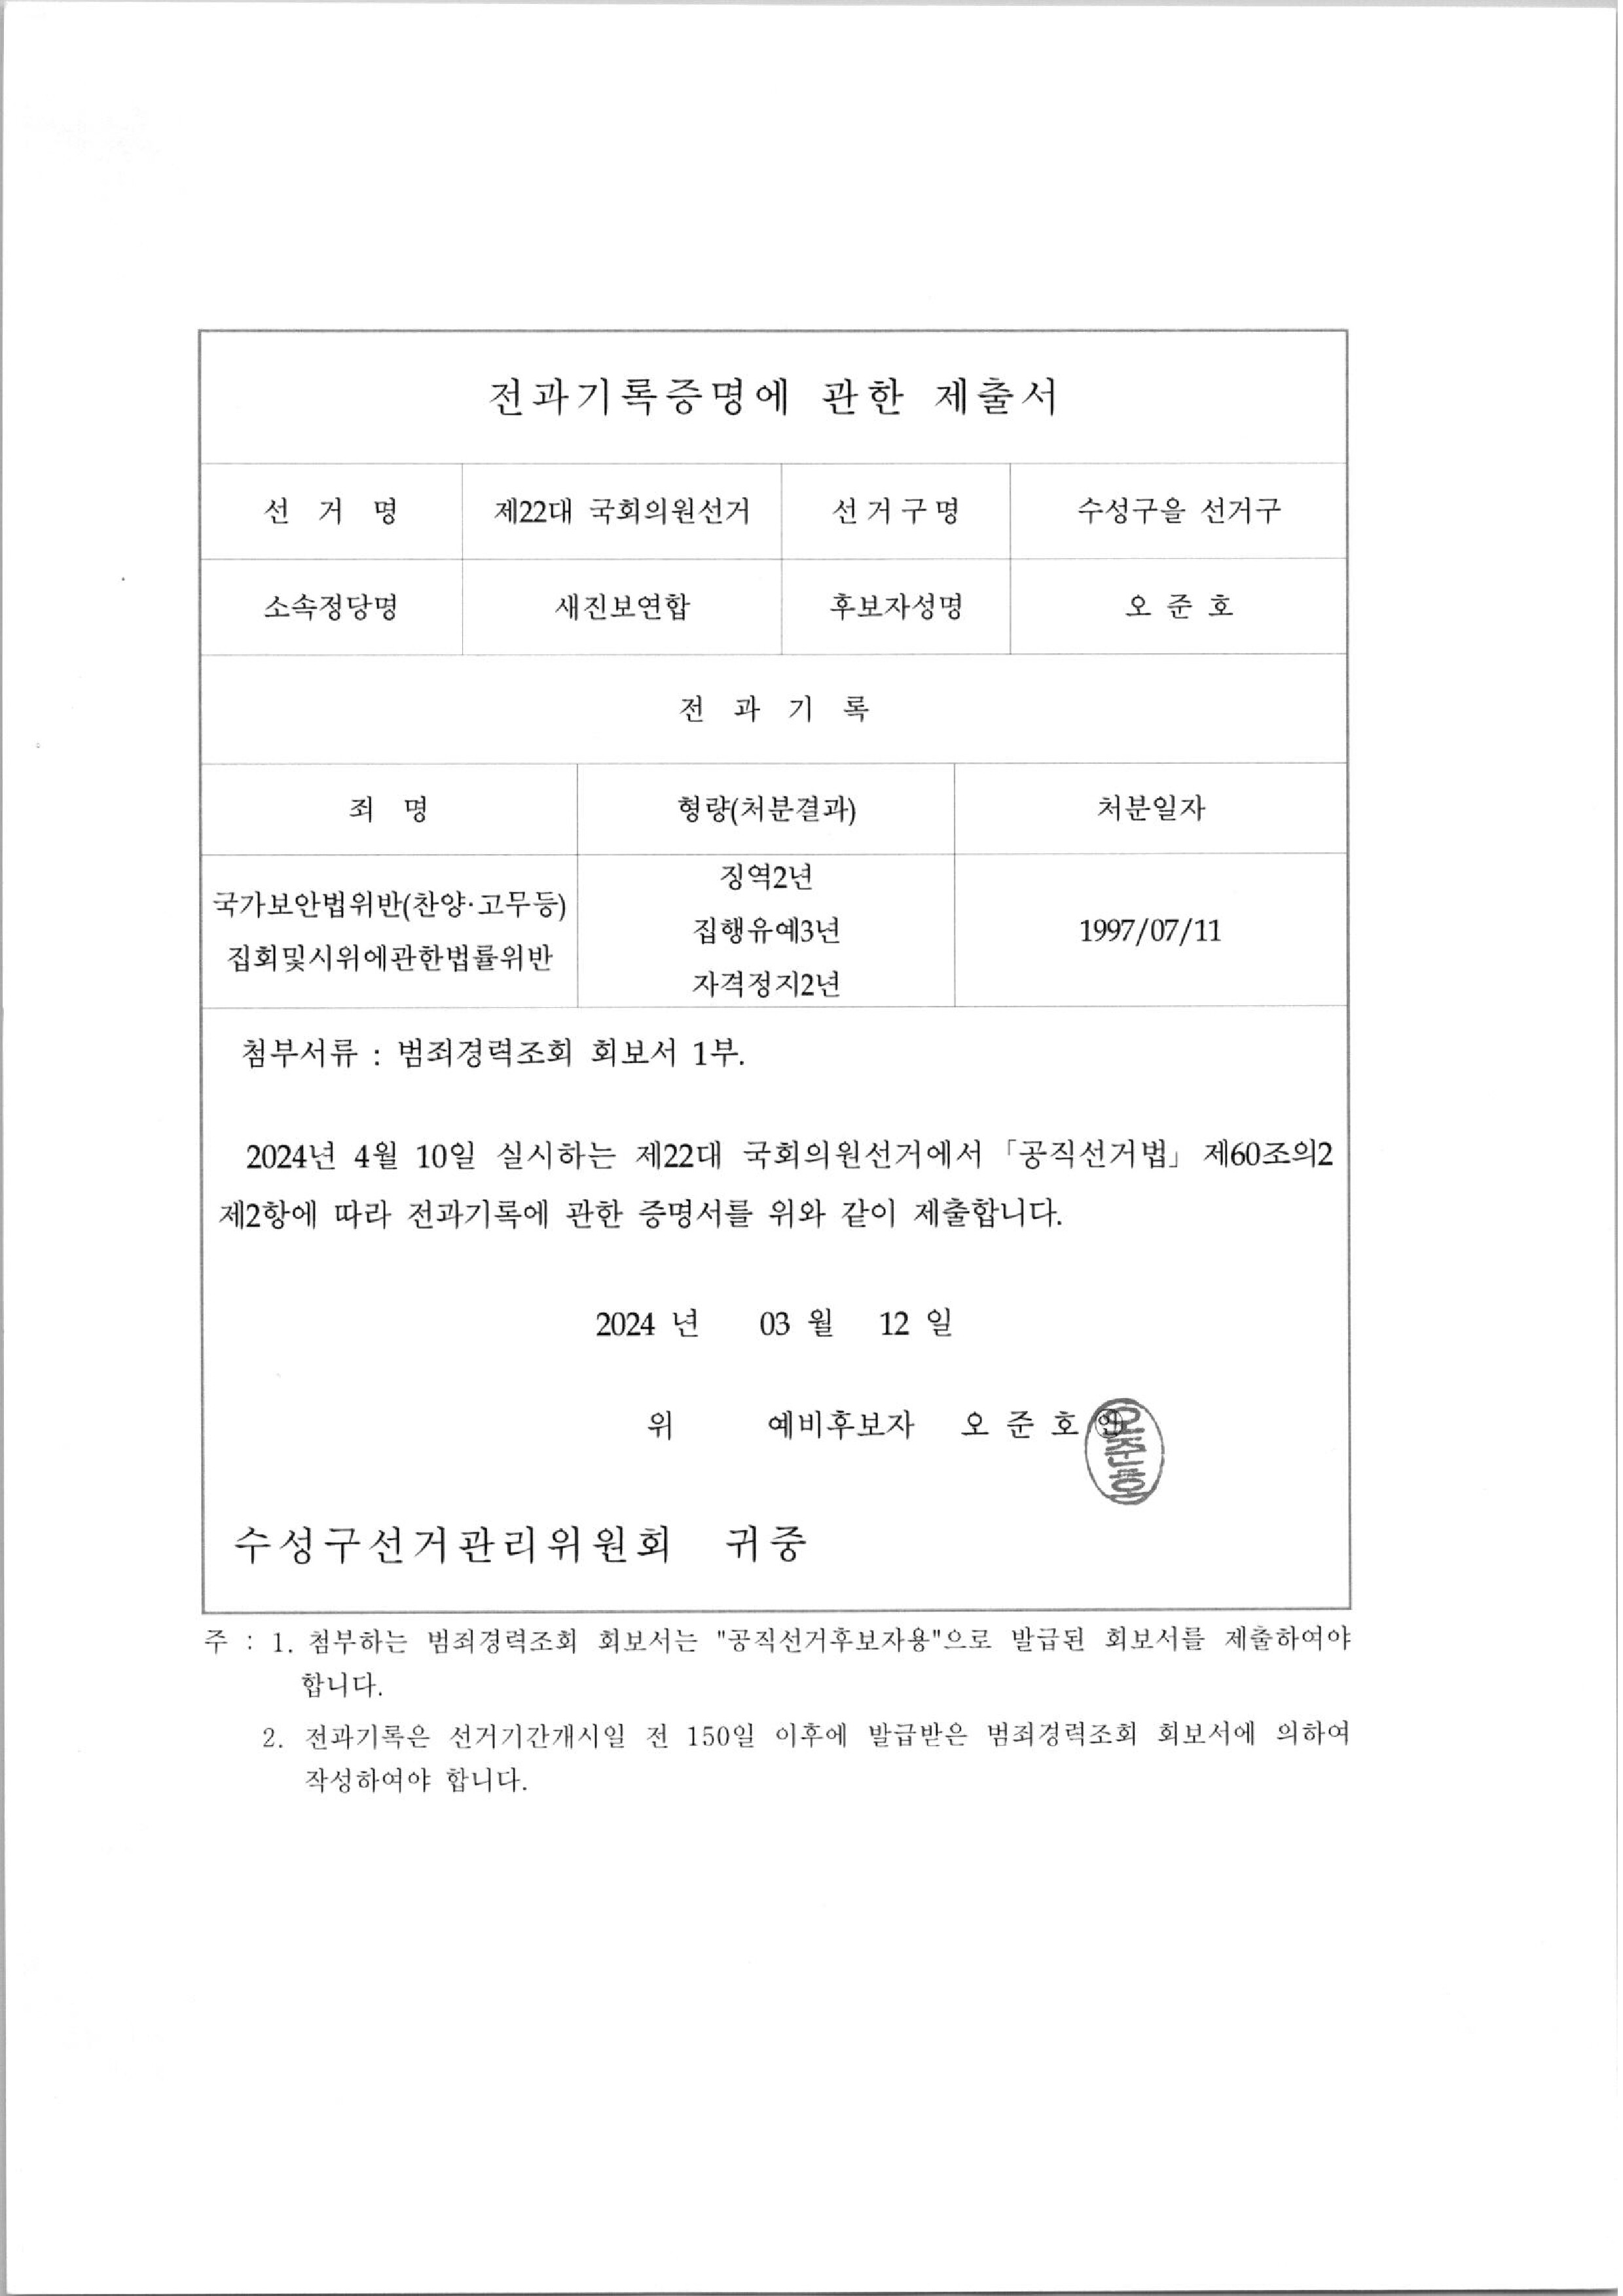 전과기록증명에 관한 제출서
선 거 명 제22대 국회의원선거 선거구명 수성구을 선거구
소속정당명 새진보연합 후보자성명 오 준 호
전 과 기 록
죄 명 형량(처분결과) 처분일자
국가보안법위반(찬양·고무등)
집회및시위에관한법률위반
징역2년
집행유예3년
자격정지2년
1997/07/11
첨부서류 : 범죄경력조회 회보서 1부.
2024년 4월 10일 실시하는 제22대 국회의원선거에서 「공직선거법」 제60조의2
제2항에 따라 전과기록에 관한 증명서를 위와 같이 제출합니다.
2024 년 03 월 12 일
위 예비후보자 오 준 호 ㊞
오준호
수성구선거관리위원회 귀중
주 : 1. 첨부하는 범죄경력조회 회보서는 "공직선거후보자용"으로 발급된 회보서를 제출하여야
합니다.
2. 전과기록은 선거기간개시일 전 150일 이후에 발급받은 범죄경력조회 회보서에 의하여
작성하여야 합니다.